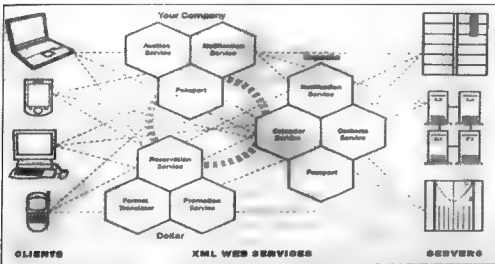 Your Company
Auction
Service
Notification
Service
Passport
Notification
Service
Calendar
Service
Contacts
Service
Passport
Reservation
Service
Format
Translator
Promotion
Service
Dollar
CLIENTS
XML WEB SERVICES
SERVERS